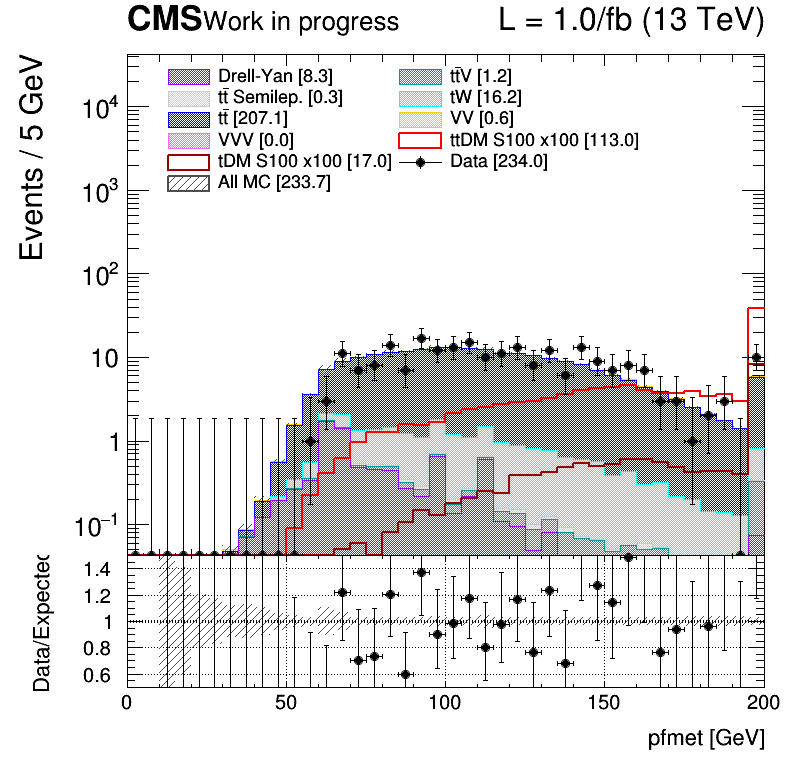 CMS Work in progress L = 1.0/fb (13 TeV)
Drell-Yan [8.3] tt̄V [1.2]
tt̄ Semilep. [0.3] tW [16.2]
tt̄ [207.1] VV [0.6]
VVV [0.0] ttDM S100 x100 [113.0]
tDM S100 x100 [17.0] Data [234.0]
All MC [233.7]
Events / 5 GeV
10⁴
10³
10²
10
1
10⁻¹
Data/Expected
1.4
1.2
1
0.8
0.6
0 50 100 150 200
pfmet [GeV]